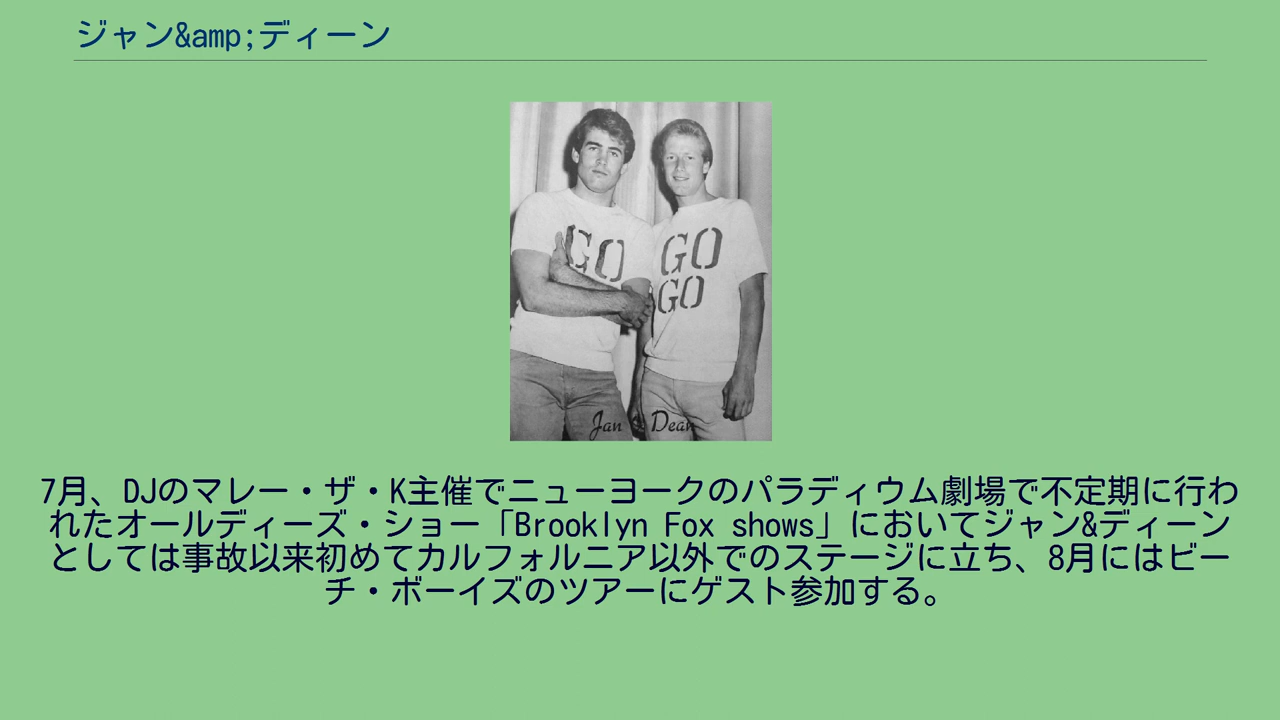 ジャン&amp;ディーン
GO
GO
GO
Jan & Dean
7月、DJのマレー・ザ・K主催でニューヨークのパラディウム劇場で不定期に行わ
れたオールディーズ・ショー「Brooklyn Fox shows」においてジャン&ディーン
としては事故以来初めてカルフォルニア以外でのステージに立ち、8月にはビー
チ・ボーイズのツアーにゲスト参加する。